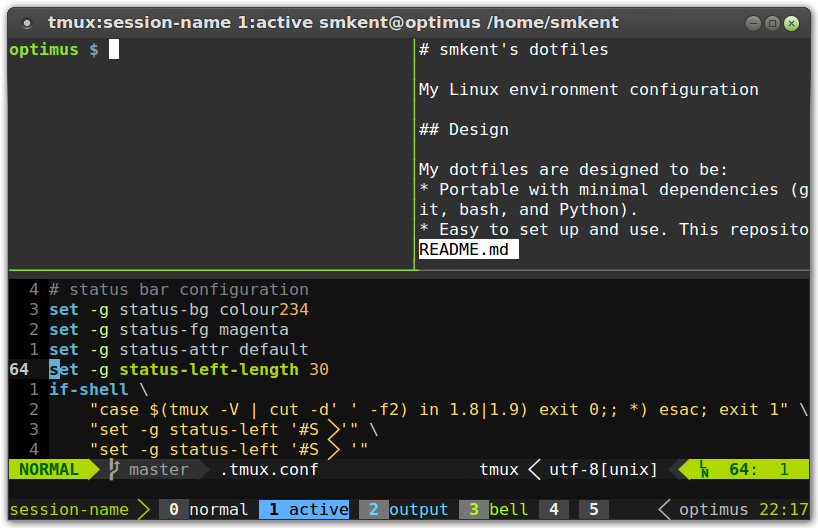 tmux:session-name 1:active smkent@optimus /home/smkent
optimus $
# smkent's dotfiles
My Linux environment configuration
## Design
My dotfiles are designed to be:
* Portable with minimal dependencies (g
it, bash, and Python).
* Easy to set up and use. This reposito
README.md
4 # status bar configuration
3 set -g status-bg colour234
2 set -g status-fg magenta
1 set -g status-attr default
64 set -g status-left-length 30
1 if-shell \
2 "case $(tmux -V | cut -d' ' -f2) in 1.8|1.9) exit 0;; *) esac; exit 1" \
3 "set -g status-left '#S '" \
4 "set -g status-left '#S  '"
NORMAL master .tmux.conf tmux utf-8[unix] LN 64: 1
session-name 0 normal 1 active 2 output 3 bell 4 5 optimus 22:17